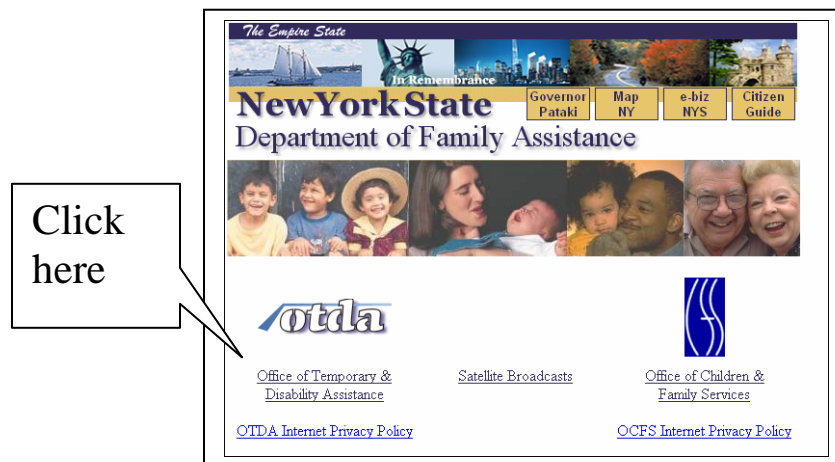 The Empire State
In Remembrance
NewYork State
Governor Pataki
Map NY
e-biz NYS
Citizen Guide
Department of Family Assistance
Click
here
otda
Office of Temporary &
Disability Assistance
Satellite Broadcasts
Office of Children &
Family Services
OTDA Internet Privacy Policy
OCFS Internet Privacy Policy